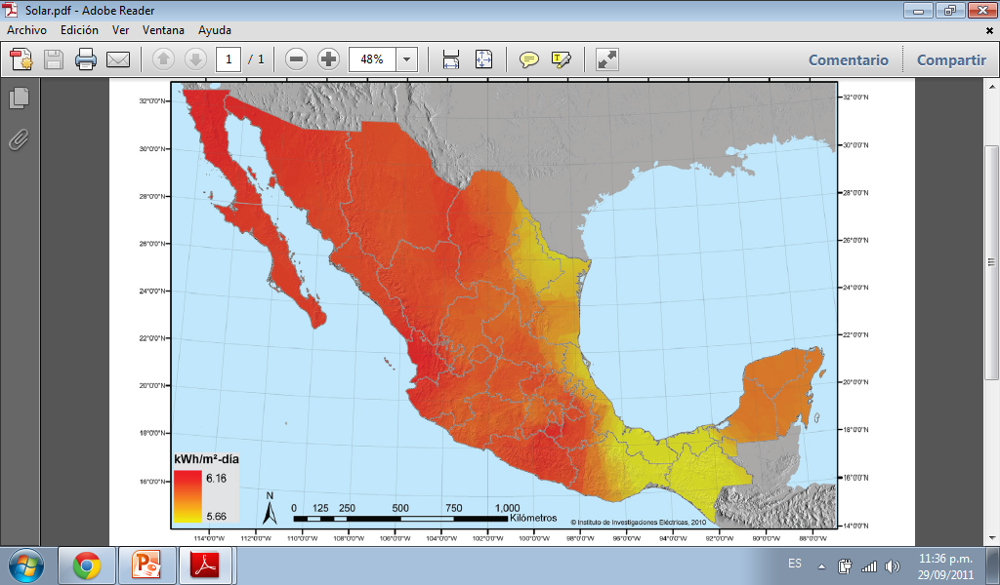 Solar.pdf - Adobe Reader
Archivo Edición Ver Ventana Ayuda
1 / 1 48% Comentario Compartir
32°0'0"N
30°0'0"N
28°0'0"N
26°0'0"N
24°0'0"N
22°0'0"N
20°0'0"N
18°0'0"N
16°0'0"N
32°0'0"N
30°0'0"N
28°0'0"N
26°0'0"N
24°0'0"N
22°0'0"N
20°0'0"N
18°0'0"N
16°0'0"N
14°0'0"N
kWh/m²-día
6.16
5.66
N
0 125 250 500 750 1,000
Kilómetros
© Instituto de Investigaciones Eléctricas, 2010
114°0'0"W 112°0'0"W 110°0'0"W 108°0'0"W 106°0'0"W 104°0'0"W 102°0'0"W 100°0'0"W 98°0'0"W 96°0'0"W 94°0'0"W 92°0'0"W 90°0'0"W 88°0'0"W
ES
11:36 p.m.
29/09/2011